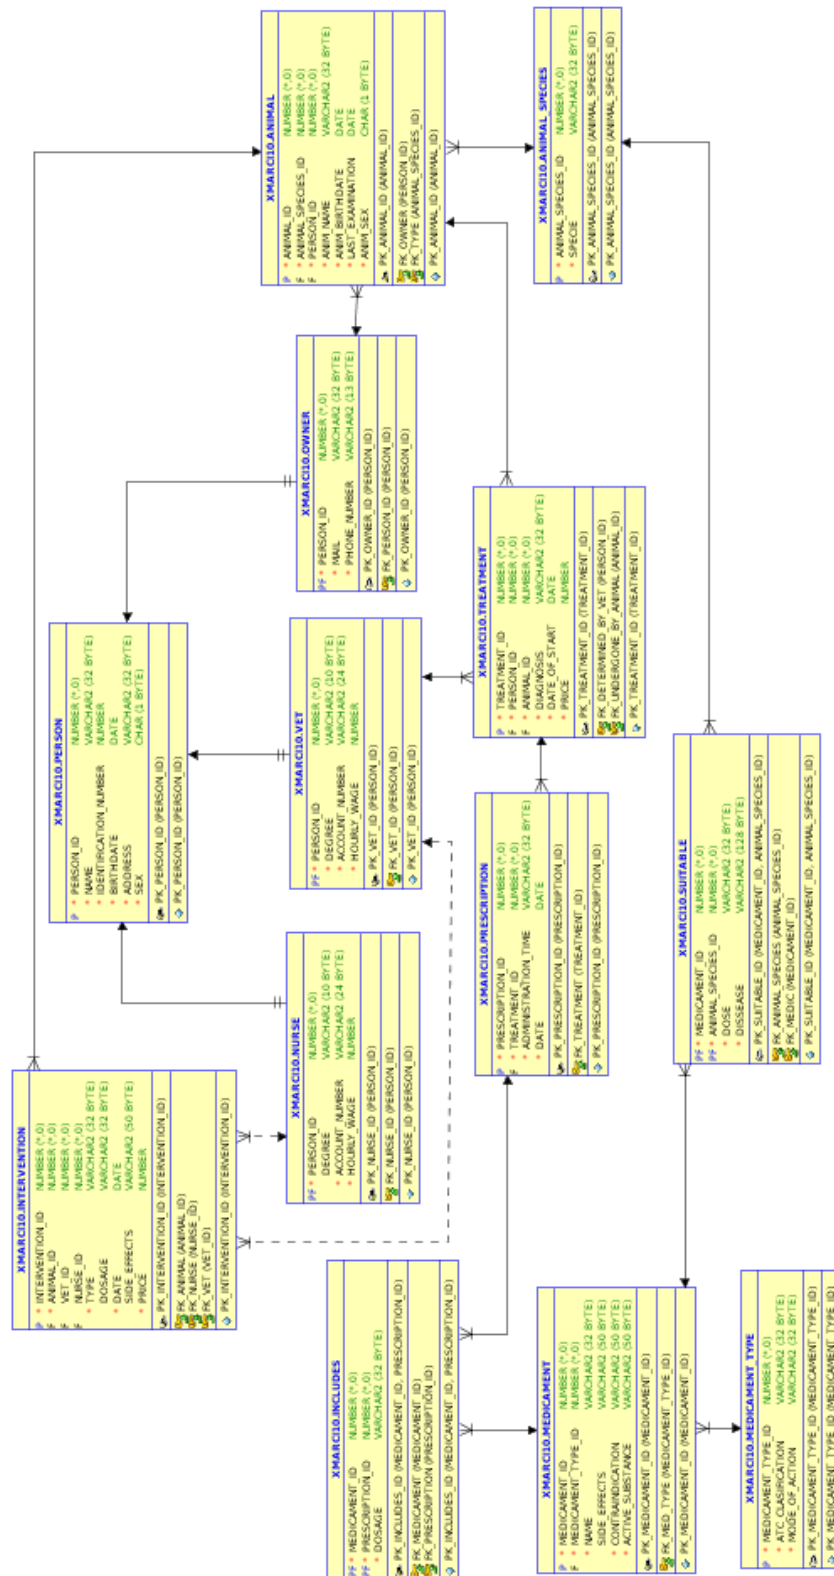 XMARCI10.INTERVENTION
P * INTERVENTION_ID NUMBER (*,0)
F * ANIMAL_ID NUMBER (*,0)
F VET_ID NUMBER (*,0)
F NURSE_ID NUMBER (*,0)
* TYPE VARCHAR2 (32 BYTE)
DOSAGE VARCHAR2 (32 BYTE)
* DATE DATE
SIDE_EFFECTS VARCHAR2 (50 BYTE)
* PRICE NUMBER
PK_INTERVENTION_ID (INTERVENTION_ID)
FK_ANIMAL (ANIMAL_ID)
FK_NURSE (NURSE_ID)
FK_VET (VET_ID)
PK_INTERVENTION_ID (INTERVENTION_ID)
XMARCI10.PERSON
P * PERSON_ID NUMBER (*,0)
* NAME VARCHAR2 (32 BYTE)
* IDENTIFICATION_NUMBER NUMBER
* BIRTHDATE DATE
* ADDRESS VARCHAR2 (32 BYTE)
* SEX CHAR (1 BYTE)
PK_PERSON_ID (PERSON_ID)
PK_PERSON_ID (PERSON_ID)
XMARCI10.ANIMAL
P * ANIMAL_ID NUMBER (*,0)
F * ANIMAL_SPECIES_ID NUMBER (*,0)
F * PERSON_ID NUMBER (*,0)
* ANIM_NAME VARCHAR2 (32 BYTE)
* ANIM_BIRTHDATE DATE
* LAST_EXAMINATION DATE
* ANIM_SEX CHAR (1 BYTE)
PK_ANIMAL_ID (ANIMAL_ID)
FK_OWNER (PERSON_ID)
FK_TYPE (ANIMAL_SPECIES_ID)
PK_ANIMAL_ID (ANIMAL_ID)
XMARCI10.NURSE
PF * PERSON_ID NUMBER (*,0)
DEGREE VARCHAR2 (10 BYTE)
* ACCOUNT_NUMBER VARCHAR2 (24 BYTE)
* HOURLY_WAGE NUMBER
PK_NURSE_ID (PERSON_ID)
FK_NURSE_ID (PERSON_ID)
PK_NURSE_ID (PERSON_ID)
XMARCI10.VET
PF * PERSON_ID NUMBER (*,0)
* DEGREE VARCHAR2 (10 BYTE)
* ACCOUNT_NUMBER VARCHAR2 (24 BYTE)
* HOURLY_WAGE NUMBER
PK_VET_ID (PERSON_ID)
FK_VET_ID (PERSON_ID)
PK_VET_ID (PERSON_ID)
XMARCI10.OWNER
PF * PERSON_ID NUMBER (*,0)
* MAIL VARCHAR2 (32 BYTE)
* PHONE_NUMBER VARCHAR2 (13 BYTE)
PK_OWNER_ID (PERSON_ID)
FK_PERSON_ID (PERSON_ID)
PK_OWNER_ID (PERSON_ID)
XMARCI10.INCLUDES
PF * MEDICAMENT_ID NUMBER (*,0)
PF * PRESCRIPTION_ID NUMBER (*,0)
* DOSAGE VARCHAR2 (32 BYTE)
PK_INCLUDES_ID (MEDICAMENT_ID, PRESCRIPTION_ID)
FK_MEDICAMENT (MEDICAMENT_ID)
FK_PRESCRIPTION (PRESCRIPTION_ID)
PK_INCLUDES_ID (MEDICAMENT_ID, PRESCRIPTION_ID)
XMARCI10.PRESCRIPTION
P * PRESCRIPTION_ID NUMBER (*,0)
F * TREATMENT_ID NUMBER (*,0)
* ADMINISTRATION_TIME VARCHAR2 (32 BYTE)
* DATE DATE
PK_PRESCRIPTION_ID (PRESCRIPTION_ID)
FK_TREATMENT (TREATMENT_ID)
PK_PRESCRIPTION_ID (PRESCRIPTION_ID)
XMARCI10.TREATMENT
P * TREATMENT_ID NUMBER (*,0)
F * PERSON_ID NUMBER (*,0)
F * ANIMAL_ID NUMBER (*,0)
* DIAGNOSIS VARCHAR2 (32 BYTE)
* DATE_OF_START DATE
* PRICE NUMBER
PK_TREATMENT_ID (TREATMENT_ID)
FK_DETERMINED_BY_VET (PERSON_ID)
FK_UNDERGONE_BY_ANIMAL (ANIMAL_ID)
PK_TREATMENT_ID (TREATMENT_ID)
XMARCI10.ANIMAL_SPECIES
P * ANIMAL_SPECIES_ID NUMBER (*,0)
* SPECIE VARCHAR2 (32 BYTE)
PK_ANIMAL_SPECIES_ID (ANIMAL_SPECIES_ID)
PK_ANIMAL_SPECIES_ID (ANIMAL_SPECIES_ID)
XMARCI10.MEDICAMENT
P * MEDICAMENT_ID NUMBER (*,0)
F * MEDICAMENT_TYPE_ID NUMBER (*,0)
* NAME VARCHAR2 (32 BYTE)
SIDE_EFFECTS VARCHAR2 (50 BYTE)
* CONTRAINDICATION VARCHAR2 (50 BYTE)
* ACTIVE_SUBSTANCE VARCHAR2 (50 BYTE)
PK_MEDICAMENT_ID (MEDICAMENT_ID)
FK_MED_TYPE (MEDICAMENT_TYPE_ID)
PK_MEDICAMENT_ID (MEDICAMENT_ID)
XMARCI10.SUITABLE
PF * MEDICAMENT_ID NUMBER (*,0)
PF * ANIMAL_SPECIES_ID NUMBER (*,0)
* DOSE VARCHAR2 (32 BYTE)
* DISSEASE VARCHAR2 (128 BYTE)
PK_SUITABLE_ID (MEDICAMENT_ID, ANIMAL_SPECIES_ID)
FK_ANIMAL_SPECIES (ANIMAL_SPECIES_ID)
FK_MEDIC (MEDICAMENT_ID)
PK_SUITABLE_ID (MEDICAMENT_ID, ANIMAL_SPECIES_ID)
XMARCI10.MEDICAMENT_TYPE
P * MEDICAMENT_TYPE_ID NUMBER (*,0)
* ATC_CLASIFICATION VARCHAR2 (32 BYTE)
* MODE_OF_ACTION VARCHAR2 (32 BYTE)
PK_MEDICAMENT_TYPE_ID (MEDICAMENT_TYPE_ID)
PK_MEDICAMENT_TYPE_ID (MEDICAMENT_TYPE_ID)